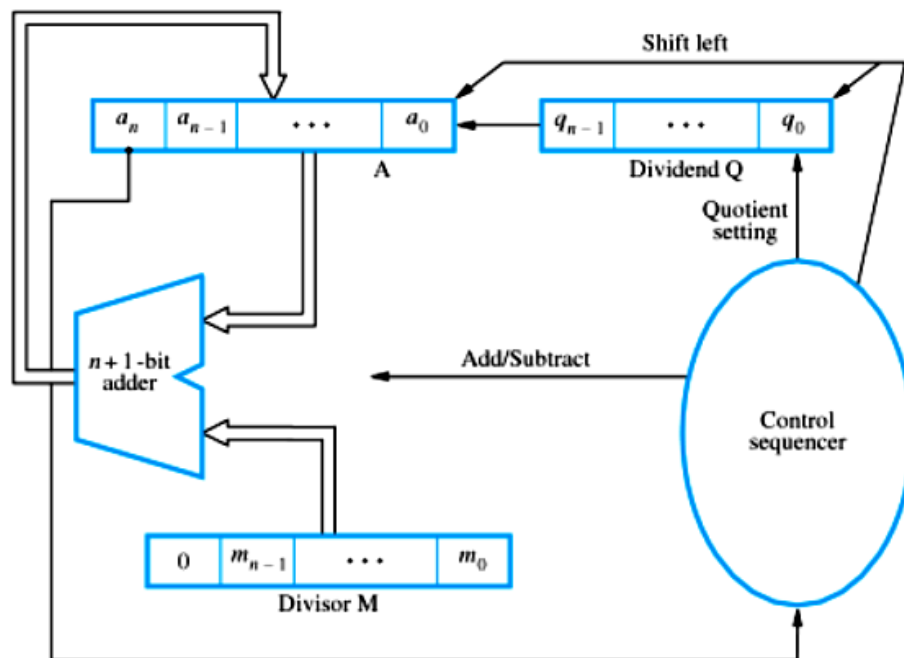 Shift left
aₙ aₙ₋₁ • • • a₀
qₙ₋₁ • • • q₀
A
Dividend Q
Quotient
setting
n + 1 -bit
adder
Add/Subtract
Control
sequencer
0 mₙ₋₁ • • • m₀
Divisor M